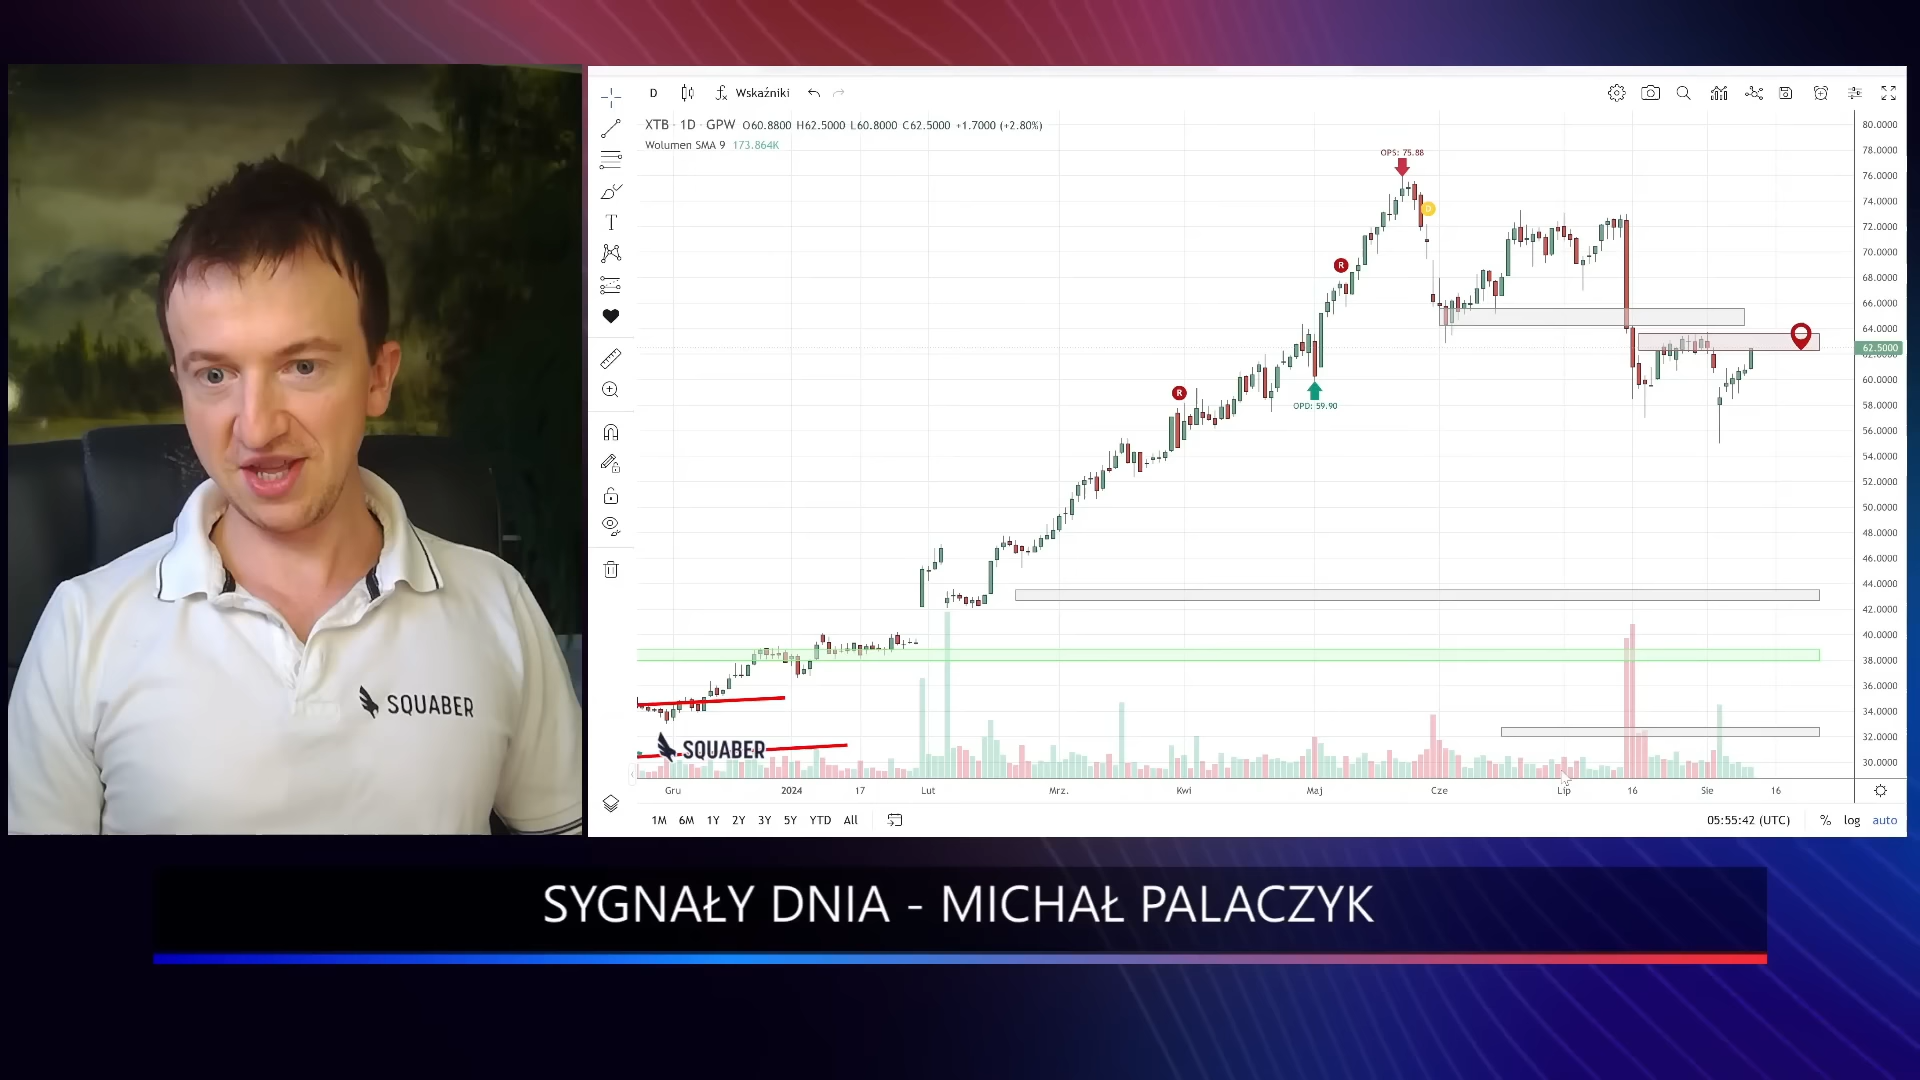 D Wskaźniki
XTB · 1D · GPW O60.8800 H62.5000 L60.8000 C62.5000 +1.7000 (+2.80%)
Wolumen SMA 9 173.864K
OPS: 75.88
R
R
OPD: 59.90
80.0000
78.0000
76.0000
74.0000
72.0000
70.0000
68.0000
66.0000
64.0000
62.5000
60.0000
58.0000
56.0000
54.0000
52.0000
50.0000
48.0000
46.0000
44.0000
42.0000
40.0000
38.0000
36.0000
34.0000
32.0000
30.0000
SQUABER
SQUABER
Gru 2024 17 Lut Mrz. Kwi Maj Cze Lip 16 Sie 16
1M 6M 1Y 2Y 3Y 5Y YTD All 05:55:42 (UTC) % log auto
SYGNAŁY DNIA - MICHAŁ PALACZYK